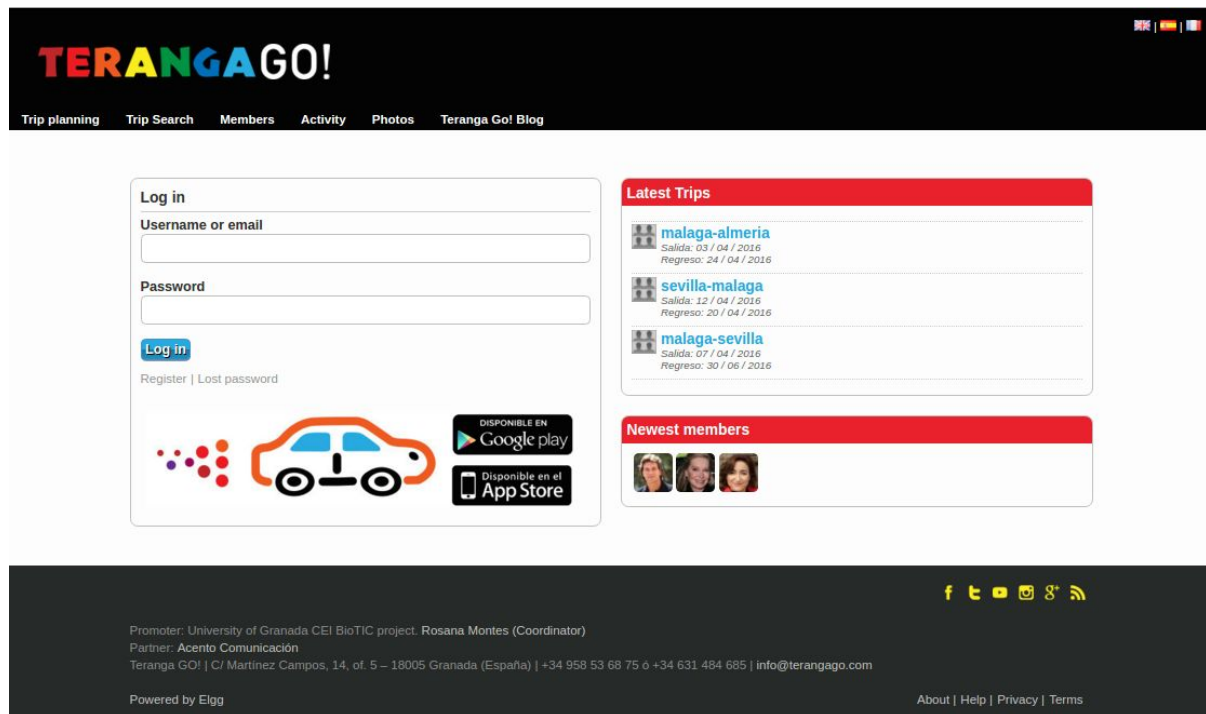 TERANGAGO!
Trip planning Trip Search Members Activity Photos Teranga Go! Blog
Log in
Username or email
Password
Log in
Register | Lost password
DISPONIBLE EN
Google play
Disponible en el
App Store
Latest Trips
malaga-almeria
Salida: 03 / 04 / 2016
Regreso: 24 / 04 / 2016
sevilla-malaga
Salida: 12 / 04 / 2016
Regreso: 20 / 04 / 2016
malaga-sevilla
Salida: 07 / 04 / 2016
Regreso: 30 / 06 / 2016
Newest members
Promoter: University of Granada CEI BioTIC project. Rosana Montes (Coordinator)
Partner: Acento Comunicación
Teranga GO! | C/ Martínez Campos, 14, of. 5 – 18005 Granada (España) | +34 958 53 68 75 ó +34 631 484 685 | info@terangago.com
Powered by Elgg
About | Help | Privacy | Terms